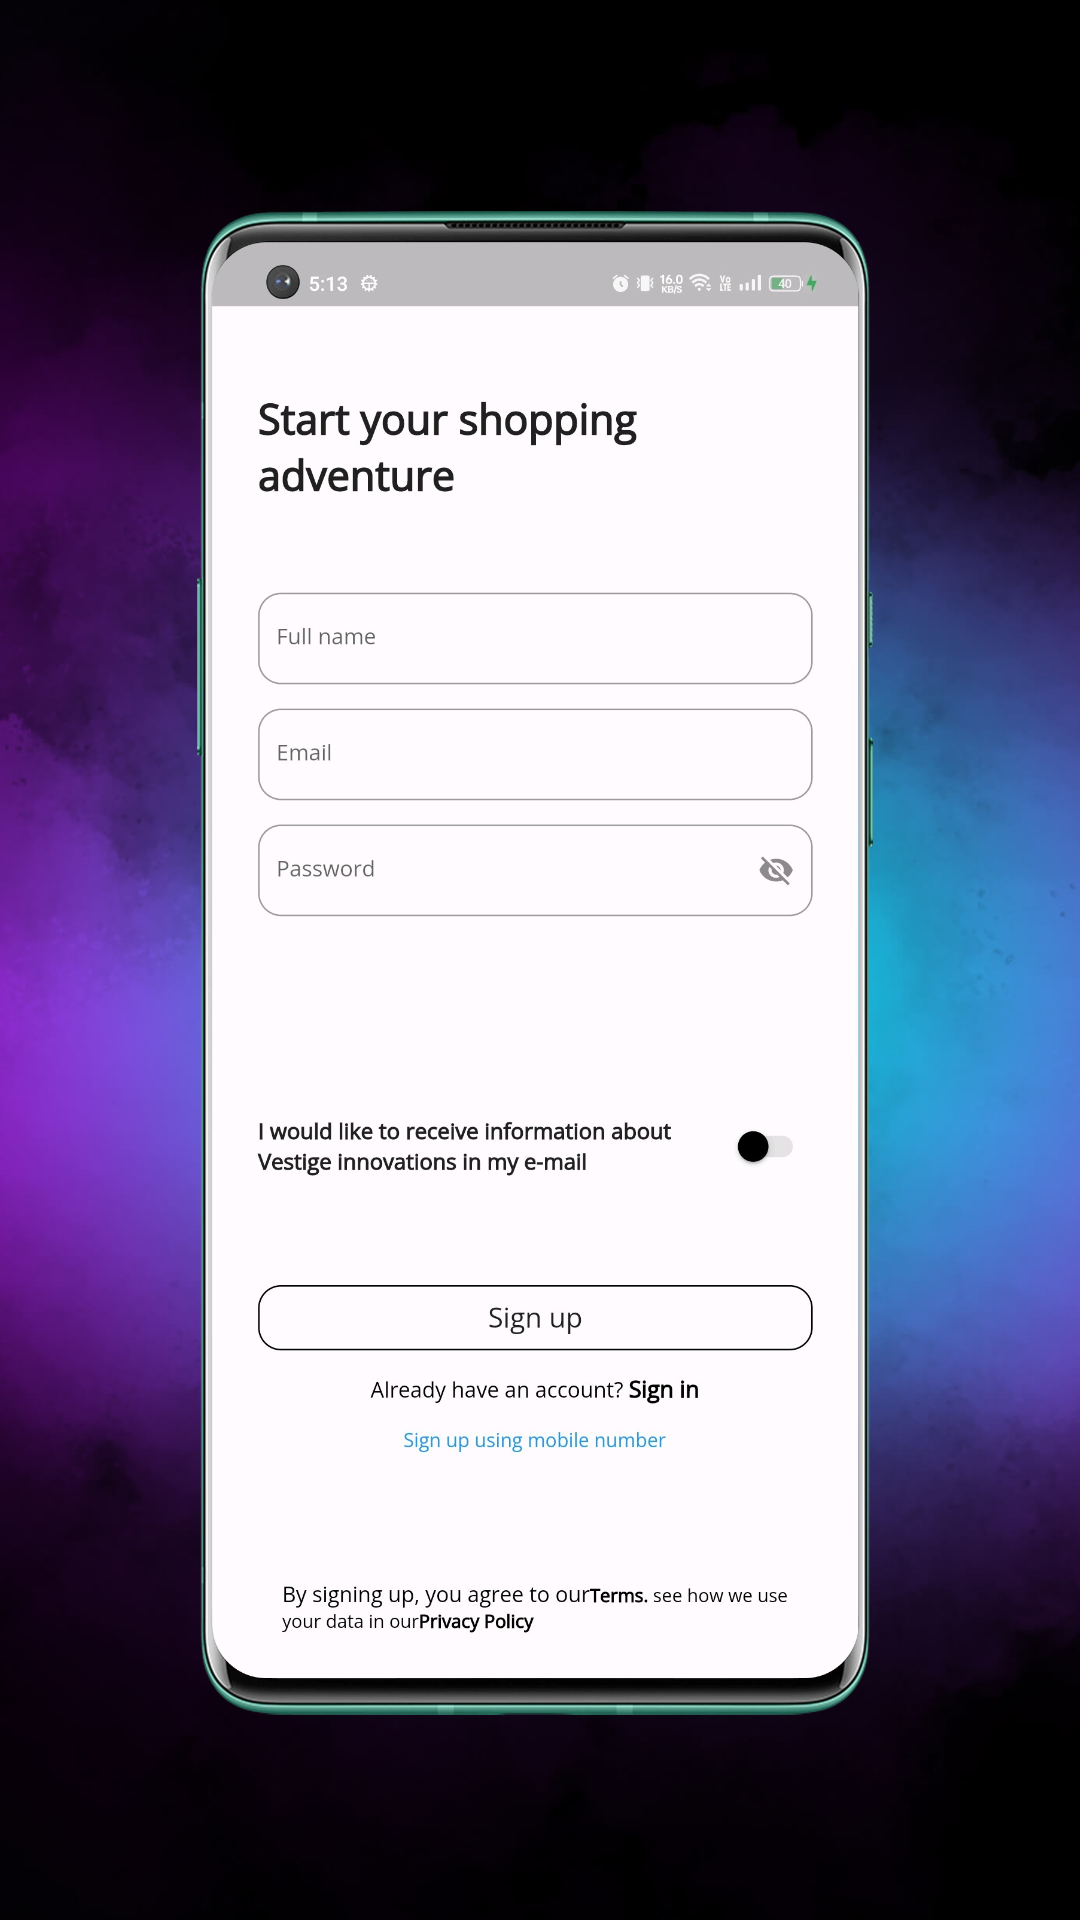 5:13 16.0 KB/S Vo LTE 40
Start your shopping
adventure
Full name
Email
Password
I would like to receive information about
Vestige innovations in my e-mail
Sign up
Already have an account? Sign in
Sign up using mobile number
By signing up, you agree to ourTerms. see how we use
your data in ourPrivacy Policy